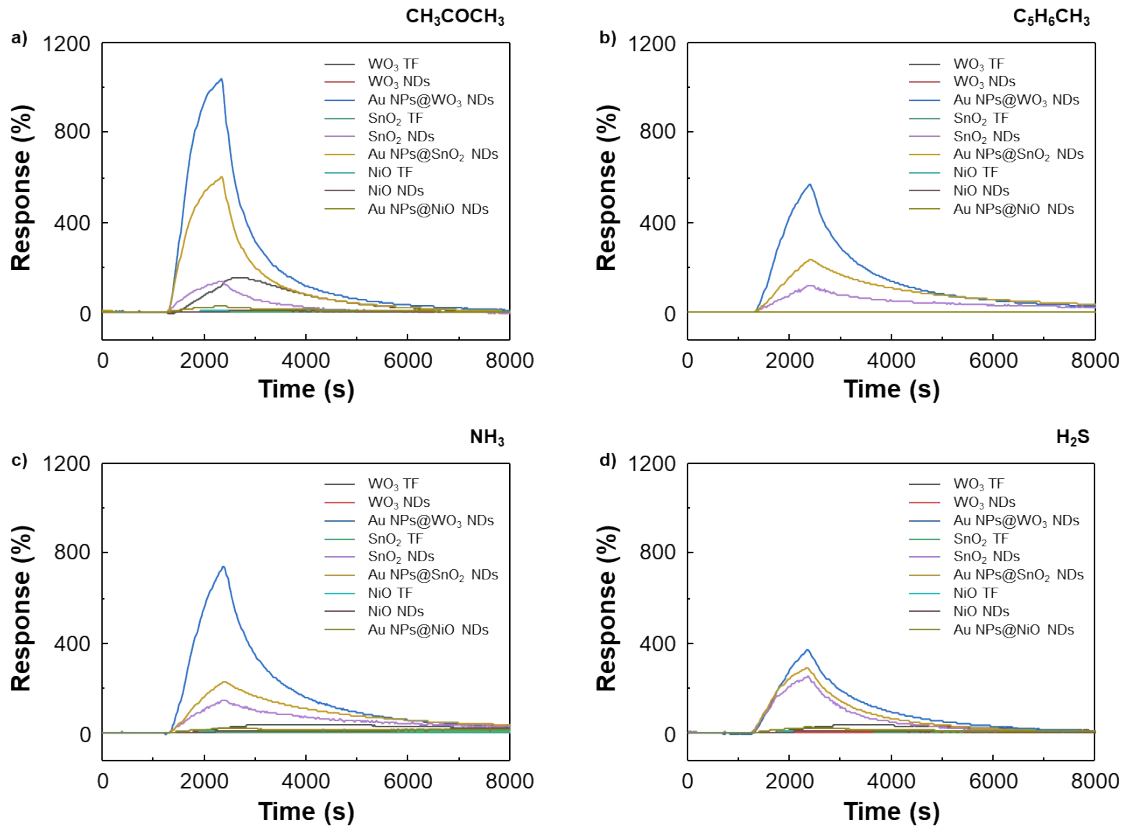 CH₃COCH₃
a)
1200
800
400
0
Response (%)
WO₃ TF
WO₃ NDs
Au NPs@WO₃ NDs
SnO₂ TF
SnO₂ NDs
Au NPs@SnO₂ NDs
NiO TF
NiO NDs
Au NPs@NiO NDs
0 2000 4000 6000 8000
Time (s)
C₅H₆CH₃
b)
1200
800
400
0
Response (%)
WO₃ TF
WO₃ NDs
Au NPs@WO₃ NDs
SnO₂ TF
SnO₂ NDs
Au NPs@SnO₂ NDs
NiO TF
NiO NDs
Au NPs@NiO NDs
0 2000 4000 6000 8000
Time (s)
NH₃
c)
1200
800
400
0
Response (%)
WO₃ TF
WO₃ NDs
Au NPs@WO₃ NDs
SnO₂ TF
SnO₂ NDs
Au NPs@SnO₂ NDs
NiO TF
NiO NDs
Au NPs@NiO NDs
0 2000 4000 6000 8000
Time (s)
H₂S
d)
1200
800
400
0
Response (%)
WO₃ TF
WO₃ NDs
Au NPs@WO₃ NDs
SnO₂ TF
SnO₂ NDs
Au NPs@SnO₂ NDs
NiO TF
NiO NDs
Au NPs@NiO NDs
0 2000 4000 6000 8000
Time (s)